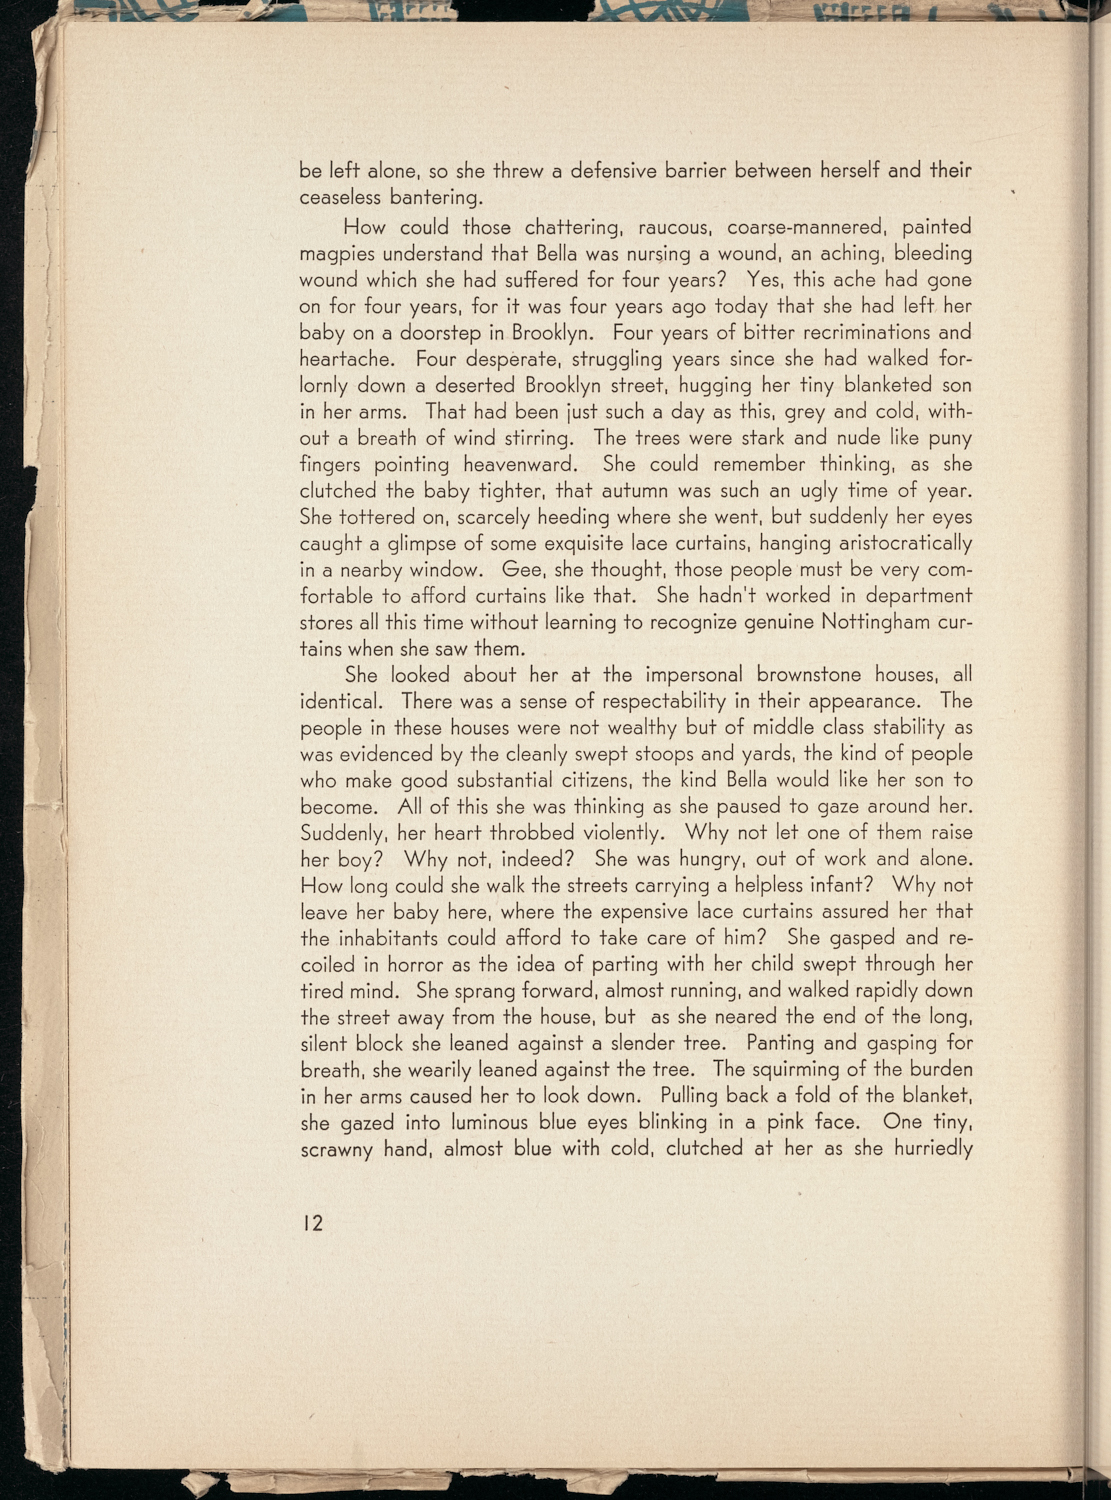 be left alone, so she threw a defensive barrier between herself and their
ceaseless bantering.
How could those chattering, raucous, coarse-mannered, painted
magpies understand that Bella was nursing a wound, an aching, bleeding
wound which she had suffered for four years? Yes, this ache had gone
on for four years, for it was four years ago today that she had left her
baby on a doorstep in Brooklyn. Four years of bitter recriminations and
heartache. Four desperate, struggling years since she had walked for-
lornly down a deserted Brooklyn street, hugging her tiny blanketed son
in her arms. That had been just such a day as this, grey and cold, with-
out a breath of wind stirring. The trees were stark and nude like puny
fingers pointing heavenward. She could remember thinking, as she
clutched the baby tighter, that autumn was such an ugly time of year.
She tottered on, scarcely heeding where she went, but suddenly her eyes
caught a glimpse of some exquisite lace curtains, hanging aristocratically
in a nearby window. Gee, she thought, those people must be very com-
fortable to afford curtains like that. She hadn't worked in department
stores all this time without learning to recognize genuine Nottingham cur-
tains when she saw them.
She looked about her at the impersonal brownstone houses, all
identical. There was a sense of respectability in their appearance. The
people in these houses were not wealthy but of middle class stability as
was evidenced by the cleanly swept stoops and yards, the kind of people
who make good substantial citizens, the kind Bella would like her son to
become. All of this she was thinking as she paused to gaze around her.
Suddenly, her heart throbbed violently. Why not let one of them raise
her boy? Why not, indeed? She was hungry, out of work and alone.
How long could she walk the streets carrying a helpless infant? Why not
leave her baby here, where the expensive lace curtains assured her that
the inhabitants could afford to take care of him? She gasped and re-
coiled in horror as the idea of parting with her child swept through her
tired mind. She sprang forward, almost running, and walked rapidly down
the street away from the house, but as she neared the end of the long,
silent block she leaned against a slender tree. Panting and gasping for
breath, she wearily leaned against the tree. The squirming of the burden
in her arms caused her to look down. Pulling back a fold of the blanket,
she gazed into luminous blue eyes blinking in a pink face. One tiny,
scrawny hand, almost blue with cold, clutched at her as she hurriedly
12